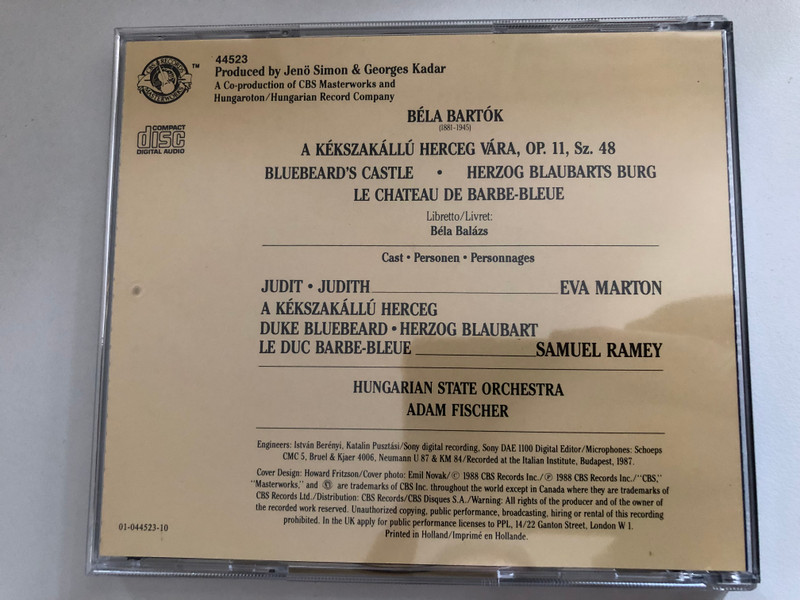 CBS RECORDS
MASTERWORKS
TM
44523
Produced by Jenö Simon & Georges Kadar
A Co-production of CBS Masterworks and
Hungaroton/Hungarian Record Company
COMPACT
disc
DIGITAL AUDIO
BÉLA BARTÓK
(1881-1945)
A KÉKSZAKÁLLÚ HERCEG VÁRA, OP. 11, Sz. 48
BLUEBEARD'S CASTLE • HERZOG BLAUBARTS BURG
LE CHATEAU DE BARBE-BLEUE
Libretto/Livret:
Béla Balázs
Cast • Personen • Personnages
JUDIT • JUDITH EVA MARTON
A KÉKSZAKÁLLÚ HERCEG
DUKE BLUEBEARD • HERZOG BLAUBART
LE DUC BARBE-BLEUE SAMUEL RAMEY
HUNGARIAN STATE ORCHESTRA
ADAM FISCHER
Engineers: István Berényi, Katalin Pusztási/Sony digital recording, Sony DAE 1100 Digital Editor/Microphones: Schoeps
CMC 5, Bruel & Kjaer 4006, Neumann U 87 & KM 84/Recorded at the Italian Institute, Budapest, 1987.
Cover Design: Howard Fritzson/Cover photo: Emil Novak/© 1988 CBS Records Inc./℗ 1988 CBS Records Inc./"CBS,"
"Masterworks," and are trademarks of CBS Inc. throughout the world except in Canada where they are trademarks of
CBS Records Ltd./Distribution: CBS Records/CBS Disques S.A./Warning: All rights of the producer and of the owner of
the recorded work reserved. Unauthorized copying, public performance, broadcasting, hiring or rental of this recording
prohibited. In the UK apply for public performance licenses to PPL, 14/22 Ganton Street, London W 1.
Printed in Holland/Imprimé en Hollande.
01-044523-10